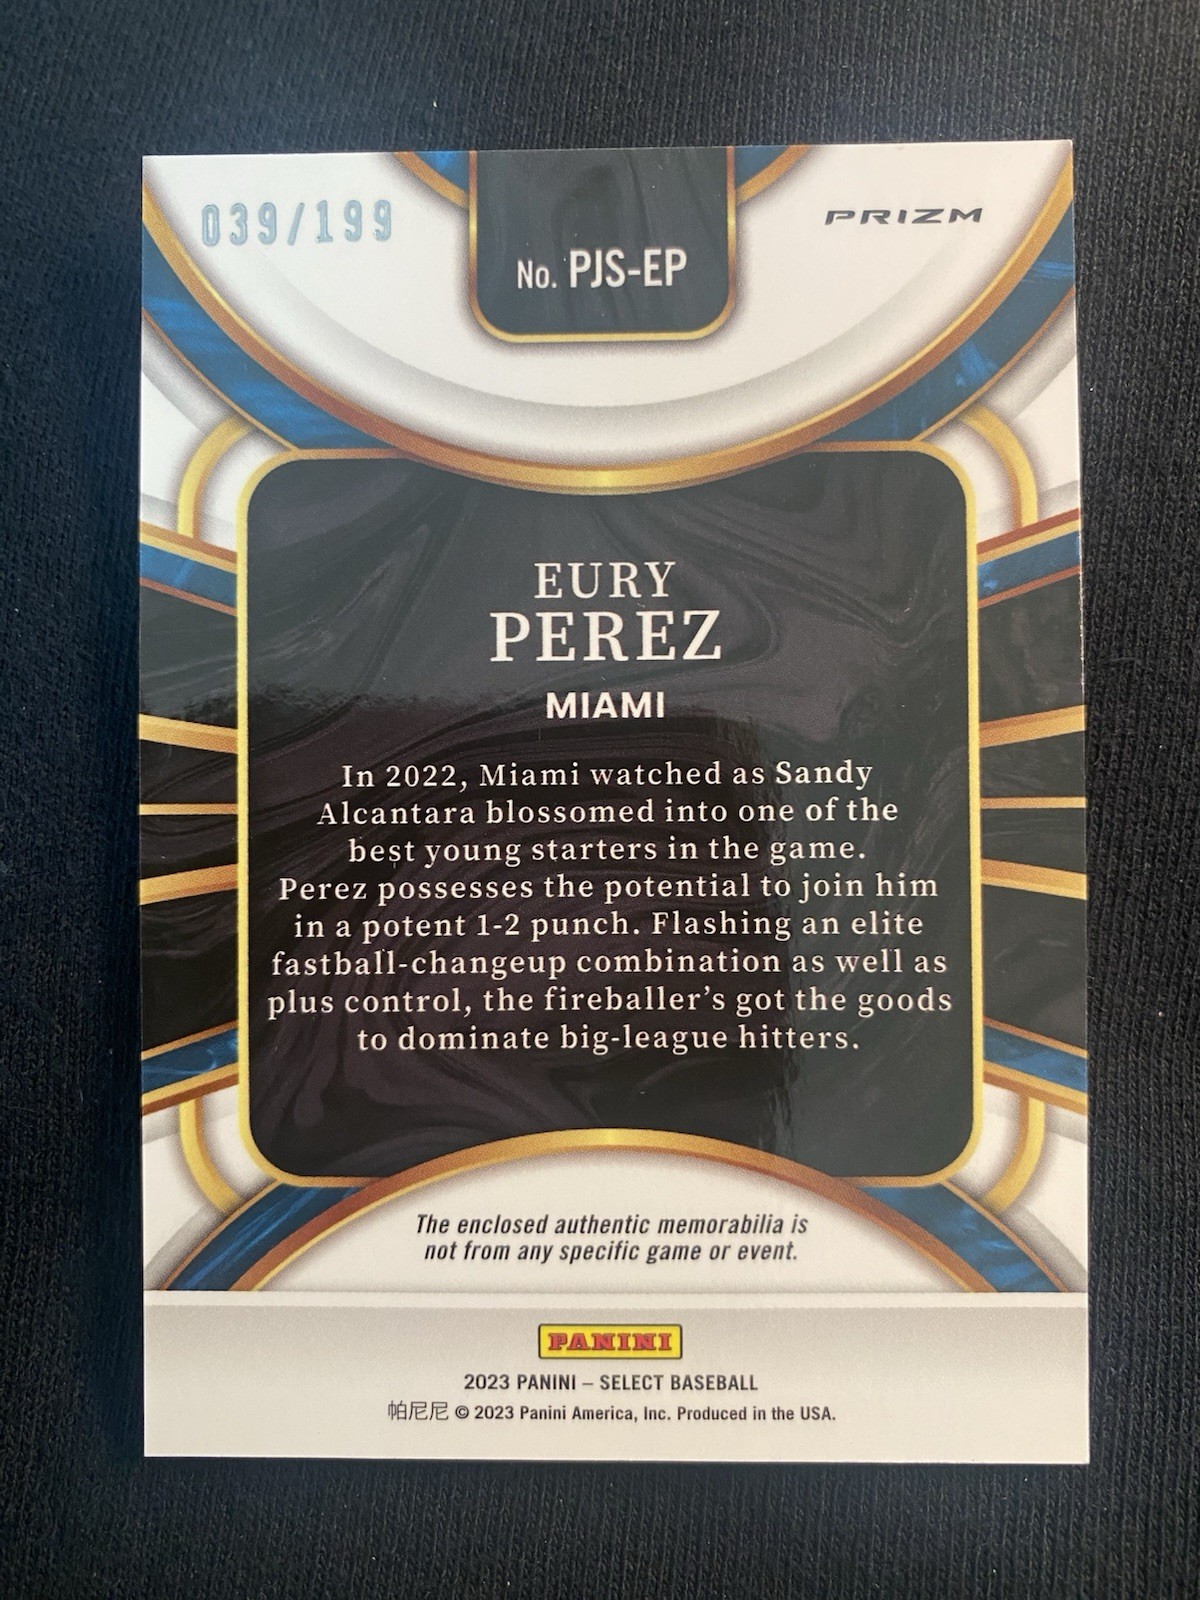 039/199
PRIZM
No. PJS-EP
EURY
PEREZ
MIAMI
In 2022, Miami watched as Sandy
Alcantara blossomed into one of the
best young starters in the game.
Perez possesses the potential to join him
in a potent 1-2 punch. Flashing an elite
fastball-changeup combination as well as
plus control, the fireballer’s got the goods
to dominate big-league hitters.
The enclosed authentic memorabilia is
not from any specific game or event.
PANINI
2023 PANINI – SELECT BASEBALL
帕尼尼 © 2023 Panini America, Inc. Produced in the USA.